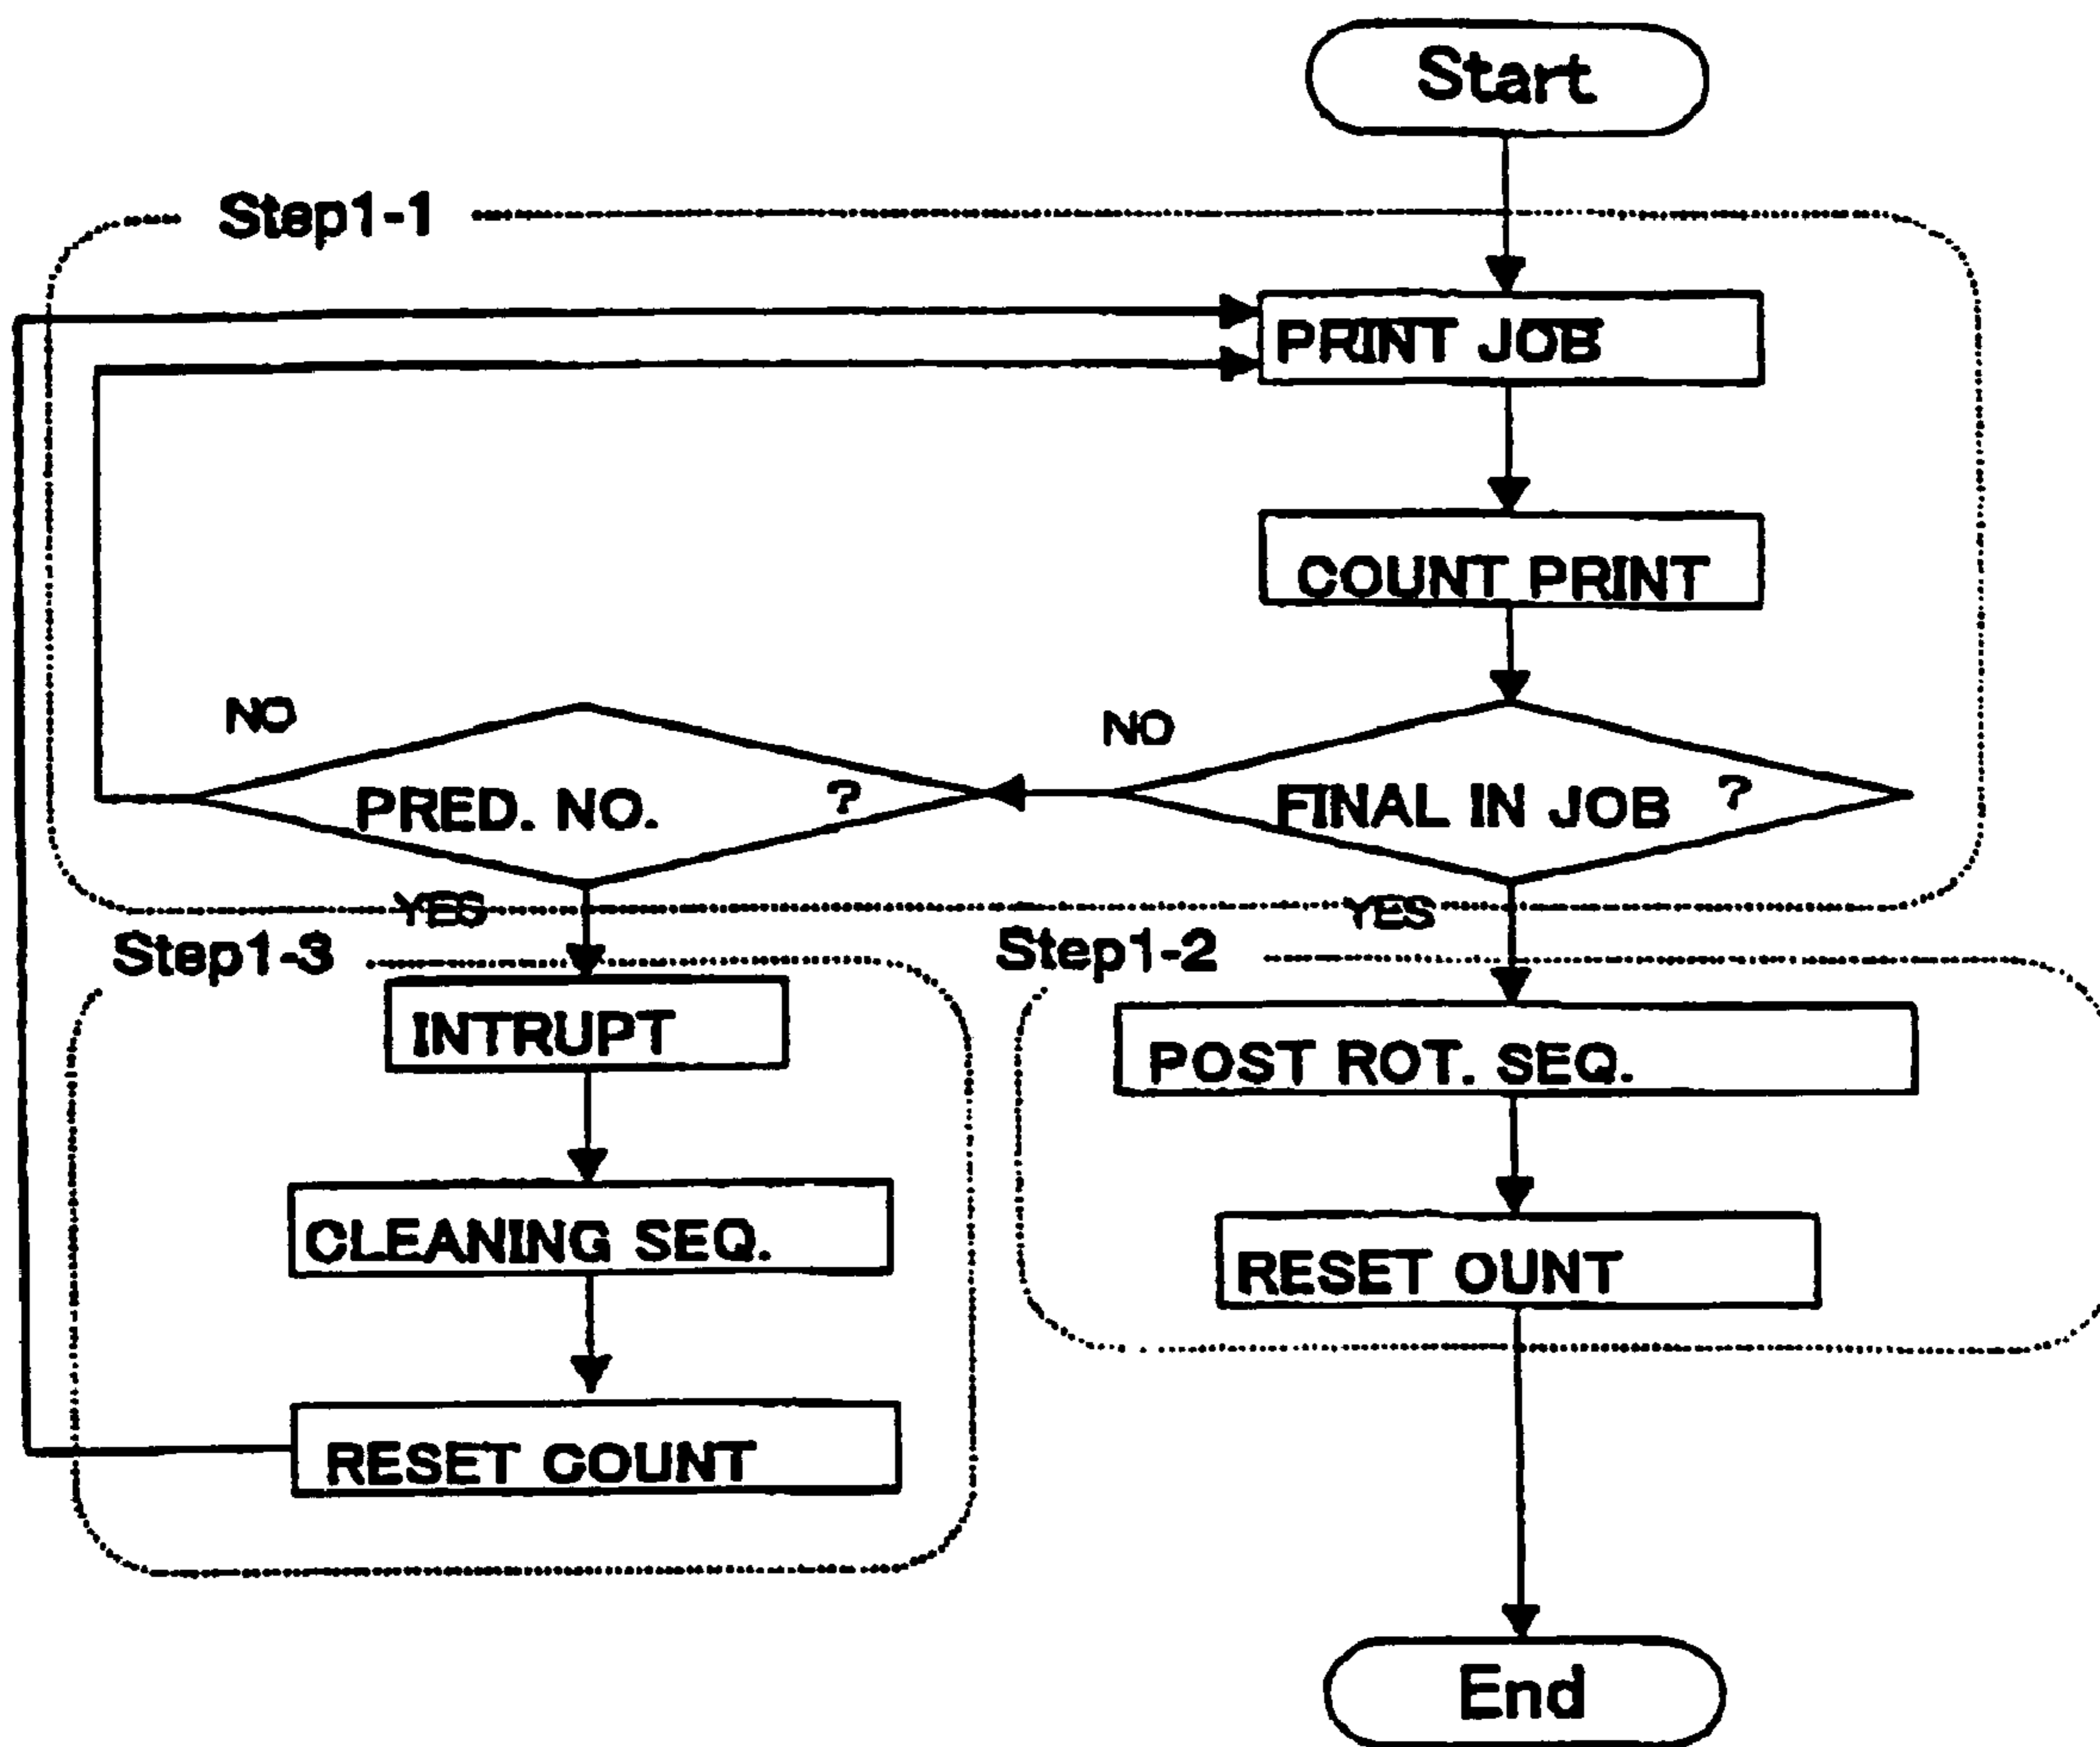 Start
Step1-1
PRINT JOB
COUNT PRINT
NO
NO
PRED. NO. ?
FINAL IN JOB ?
YES
YES
Step1-3
Step1-2
INTRUPT
POST ROT. SEQ.
CLEANING SEQ.
RESET OUNT
RESET COUNT
End